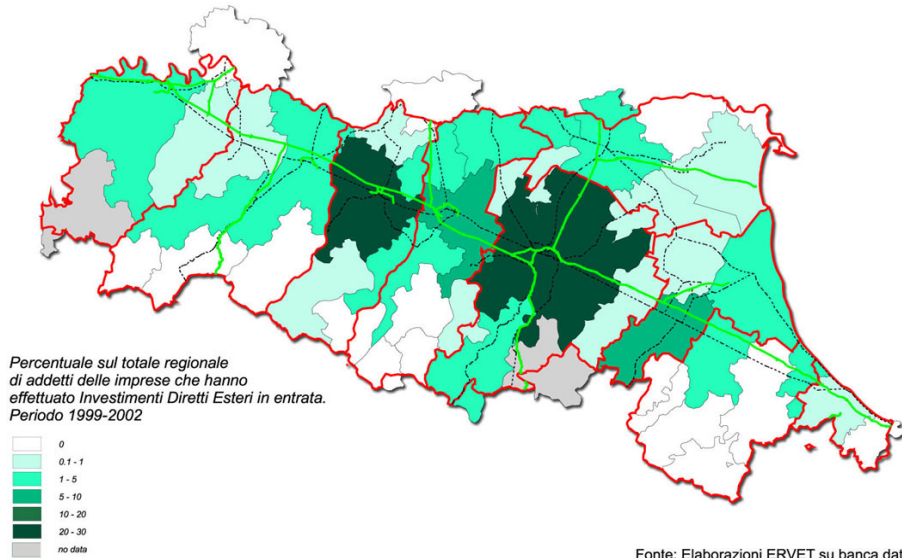 Percentuale sul totale regionale
di addetti delle imprese che hanno
effettuato Investimenti Diretti Esteri in entrata.
Periodo 1999-2002
0
0.1 - 1
1 - 5
5 - 10
10 - 20
20 - 30
no data
Fonte: Elaborazioni ERVET su banca dat